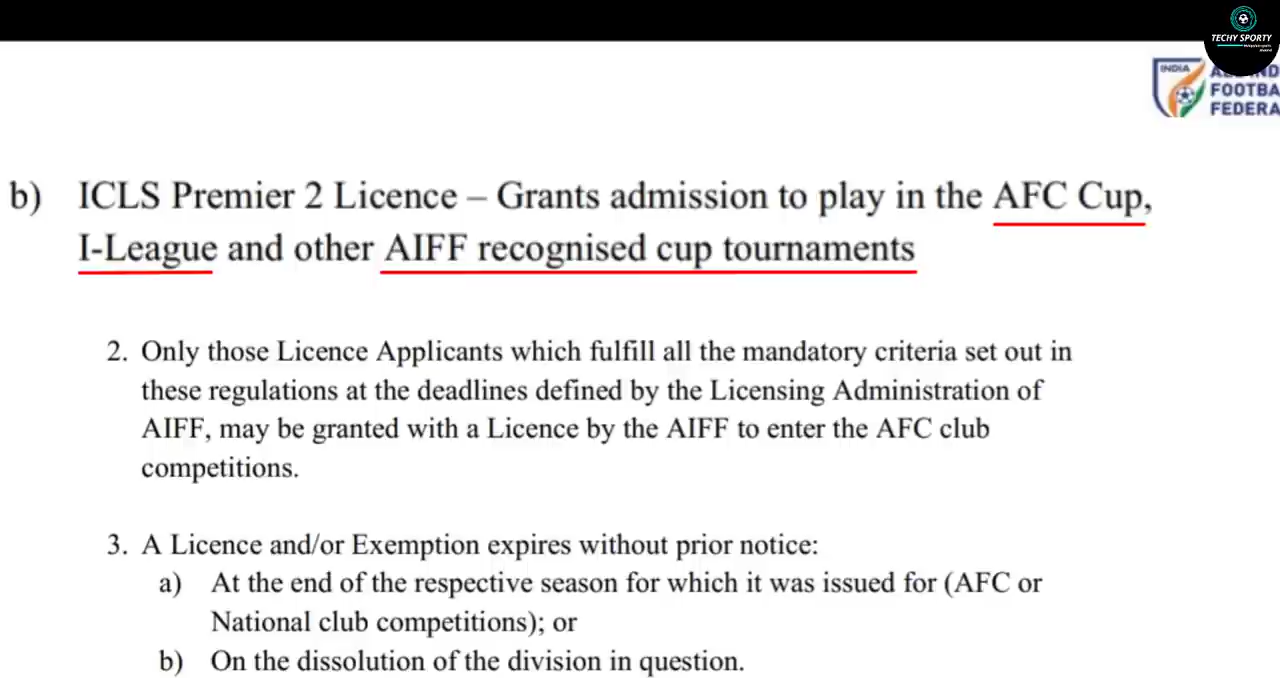 TECHY SPORTY
INDIA
FOOTBA
FEDERA
b) ICLS Premier 2 Licence – Grants admission to play in the AFC Cup,
I-League and other AIFF recognised cup tournaments
2. Only those Licence Applicants which fulfill all the mandatory criteria set out in
these regulations at the deadlines defined by the Licensing Administration of
AIFF, may be granted with a Licence by the AIFF to enter the AFC club
competitions.
3. A Licence and/or Exemption expires without prior notice:
a) At the end of the respective season for which it was issued for (AFC or
National club competitions); or
b) On the dissolution of the division in question.